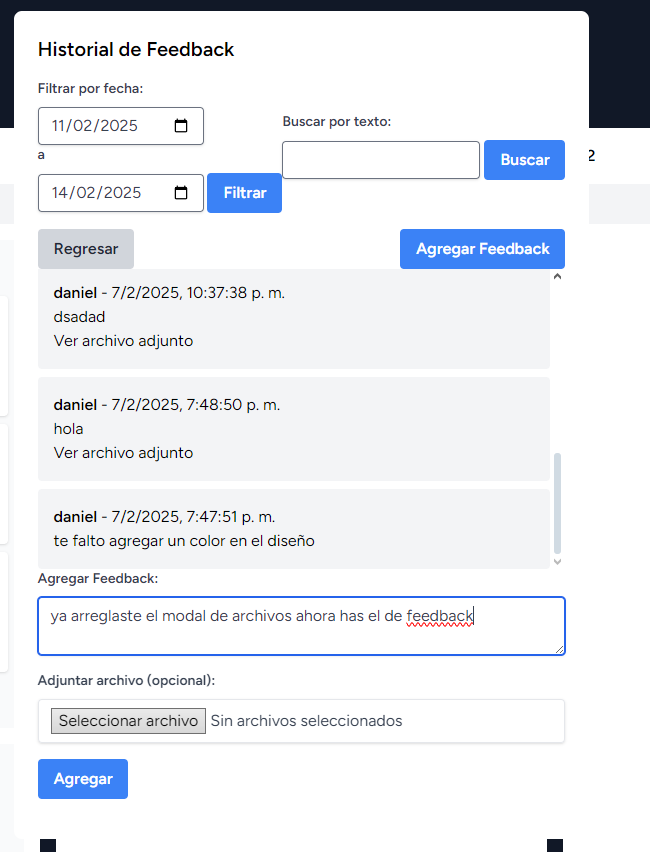 Historial de Feedback
Filtrar por fecha:
11/02/2025
a
14/02/2025
Filtrar
Buscar por texto:
Buscar
2
Regresar
Agregar Feedback
daniel - 7/2/2025, 10:37:38 p. m.
dsadad
Ver archivo adjunto
daniel - 7/2/2025, 7:48:50 p. m.
hola
Ver archivo adjunto
daniel - 7/2/2025, 7:47:51 p. m.
te falto agregar un color en el diseño
Agregar Feedback:
ya arreglaste el modal de archivos ahora has el de feedback
Adjuntar archivo (opcional):
Seleccionar archivo Sin archivos seleccionados
Agregar